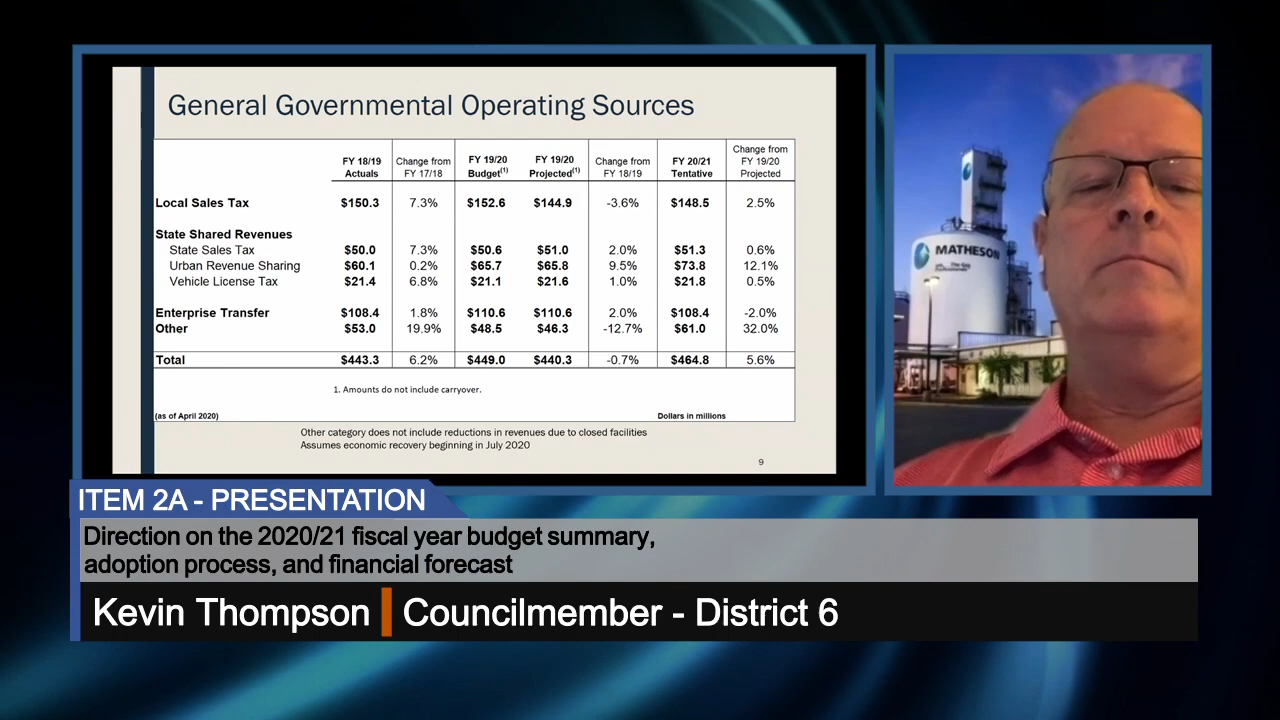 General Governmental Operating Sources
FY 18/19 Actuals Change from FY 17/18 FY 19/20 Budget(1) FY 19/20 Projected(1) Change from FY 18/19 FY 20/21 Tentative Change from FY 19/20 Projected
Local Sales Tax $150.3 7.3% $152.6 $144.9 -3.6% $148.5 2.5%
State Shared Revenues
State Sales Tax $50.0 7.3% $50.6 $51.0 2.0% $51.3 0.6%
Urban Revenue Sharing $60.1 0.2% $65.7 $65.8 9.5% $73.8 12.1%
Vehicle License Tax $21.4 6.8% $21.1 $21.6 1.0% $21.8 0.5%
Enterprise Transfer $108.4 1.8% $110.6 $110.6 2.0% $108.4 -2.0%
Other $53.0 19.9% $48.5 $46.3 -12.7% $61.0 32.0%
Total $443.3 6.2% $449.0 $440.3 -0.7% $464.8 5.6%
1. Amounts do not include carryover.
(as of April 2020) Dollars in millions
Other category does not include reductions in revenues due to closed facilities
Assumes economic recovery beginning in July 2020
9
MATHESON
ITEM 2A - PRESENTATION
Direction on the 2020/21 fiscal year budget summary,
adoption process, and financial forecast
Kevin Thompson Councilmember - District 6